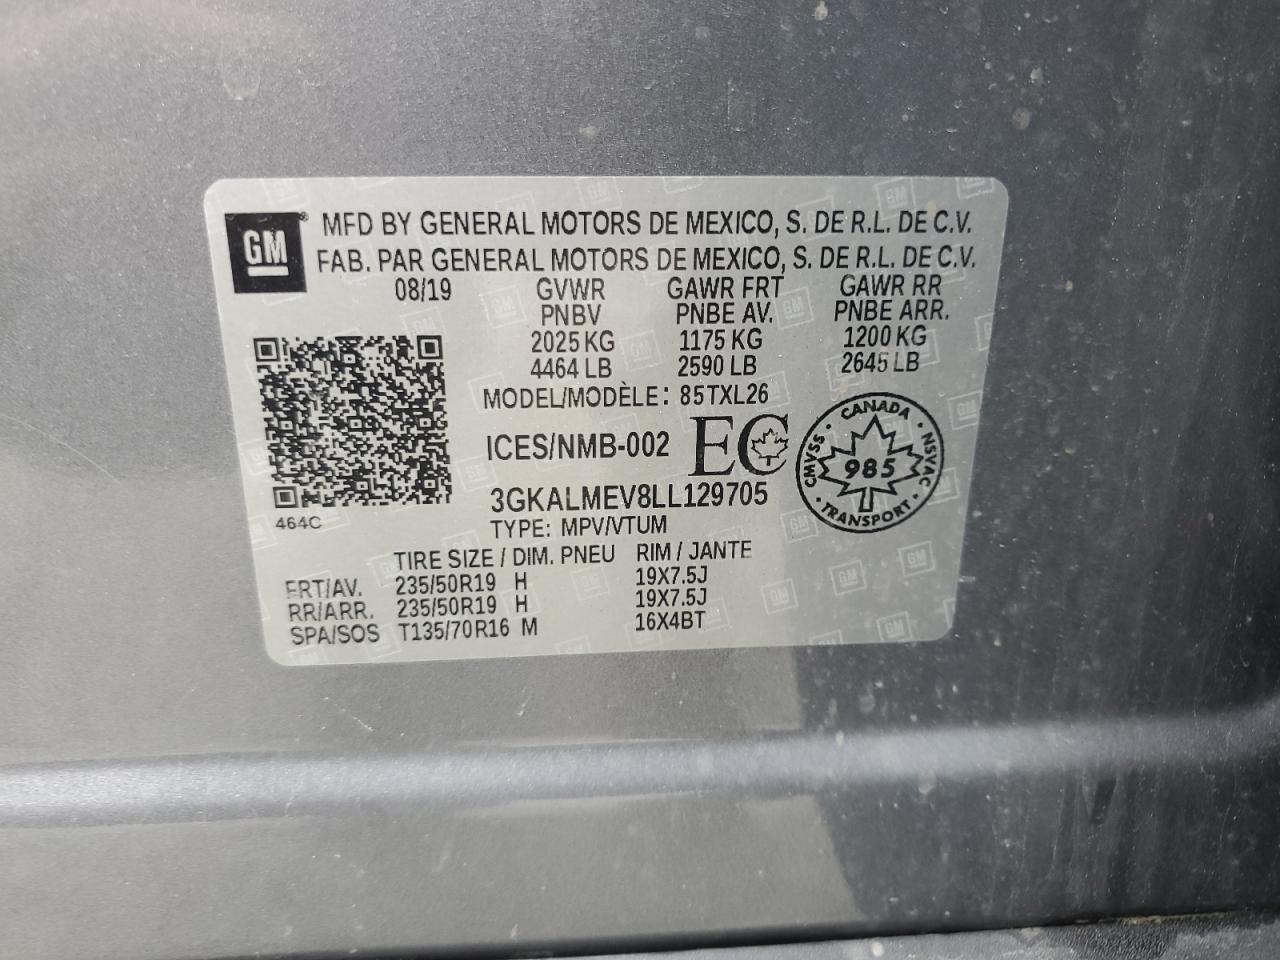 GM
MFD BY GENERAL MOTORS DE MEXICO, S. DE R.L. DE C.V.
FAB. PAR GENERAL MOTORS DE MEXICO, S. DE R.L. DE C.V.
08/19 GVWR GAWR FRT GAWR RR
PNBV PNBE AV. PNBE ARR.
2025 KG 1175 KG 1200 KG
4464 LB 2590 LB 2645 LB
MODEL/MODÈLE: 85TXL26
ICES/NMB-002 EC
CANADA
CMVSS 985 NSVAC
TRANSPORT
3GKALMEV8LL129705
464C
TYPE: MPV/VTUM
TIRE SIZE / DIM. PNEU RIM / JANTE
FRT/AV. 235/50R19 H 19X7.5J
RR/ARR. 235/50R19 H 19X7.5J
SPA/SOS T135/70R16 M 16X4BT